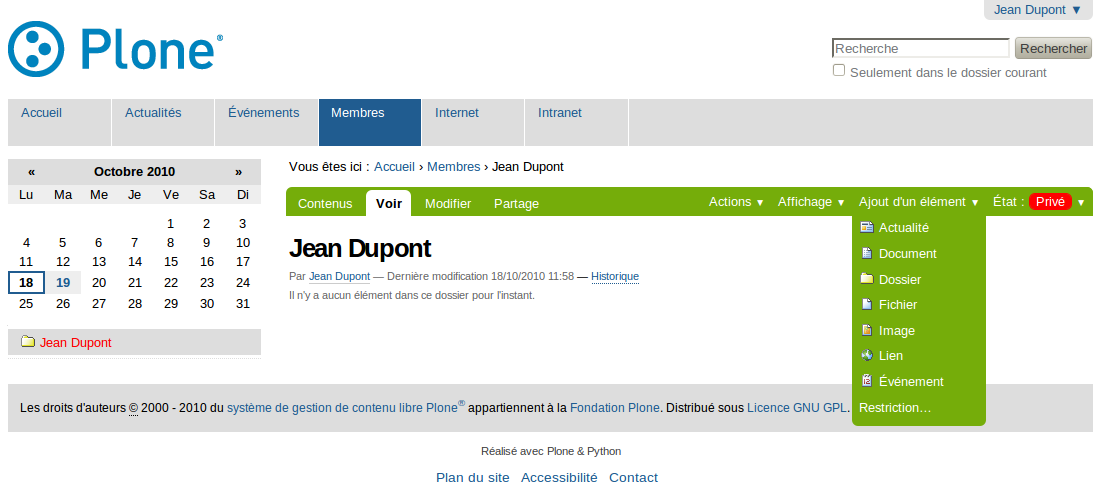 Jean Dupont ▼
Plone®
Recherche
Rechercher
Seulement dans le dossier courant
Accueil Actualités Événements Membres Internet Intranet
« Octobre 2010 »
Lu Ma Me Je Ve Sa Di
1 2 3
4 5 6 7 8 9 10
11 12 13 14 15 16 17
18 19 20 21 22 23 24
25 26 27 28 29 30 31
Jean Dupont
Vous êtes ici : Accueil › Membres › Jean Dupont
Contenus Voir Modifier Partage Actions ▼ Affichage ▼ Ajout d'un élément ▼ État : Privé ▼
Actualité
Document
Dossier
Fichier
Image
Lien
Événement
Restriction…
Jean Dupont
Par Jean Dupont — Dernière modification 18/10/2010 11:58 — Historique
Il n'y a aucun élément dans ce dossier pour l'instant.
Les droits d'auteurs © 2000 - 2010 du système de gestion de contenu libre Plone® appartiennent à la Fondation Plone. Distribué sous Licence GNU GPL.
Réalisé avec Plone & Python
Plan du site Accessibilité Contact